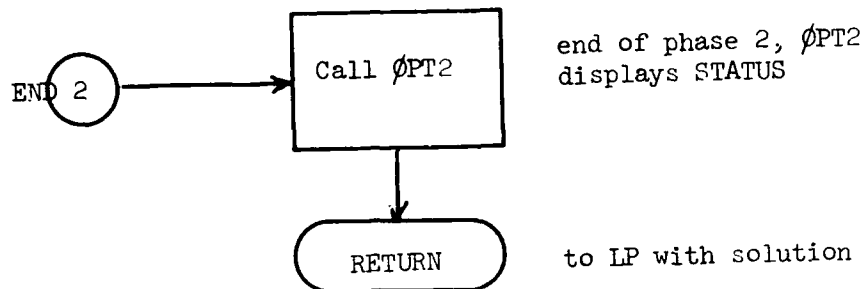 END 2
Call ØPT2
end of phase 2, ØPT2
displays STATUS
RETURN
to LP with solution